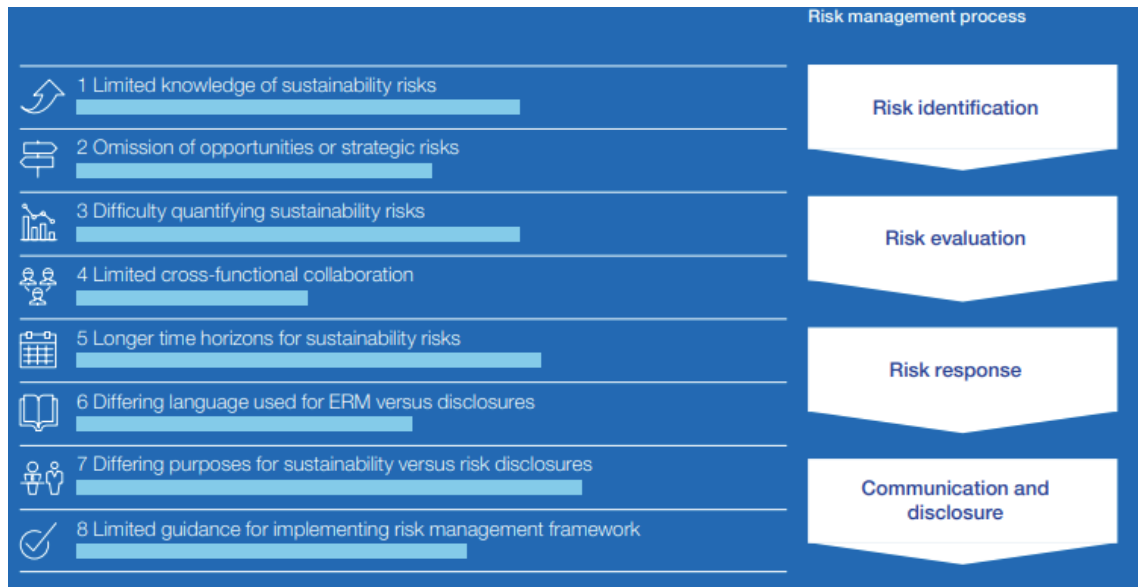 Risk management process
1 Limited knowledge of sustainability risks
2 Omission of opportunities or strategic risks
3 Difficulty quantifying sustainability risks
4 Limited cross-functional collaboration
5 Longer time horizons for sustainability risks
6 Differing language used for ERM versus disclosures
7 Differing purposes for sustainability versus risk disclosures
8 Limited guidance for implementing risk management framework
Risk identification
Risk evaluation
Risk response
Communication and
disclosure